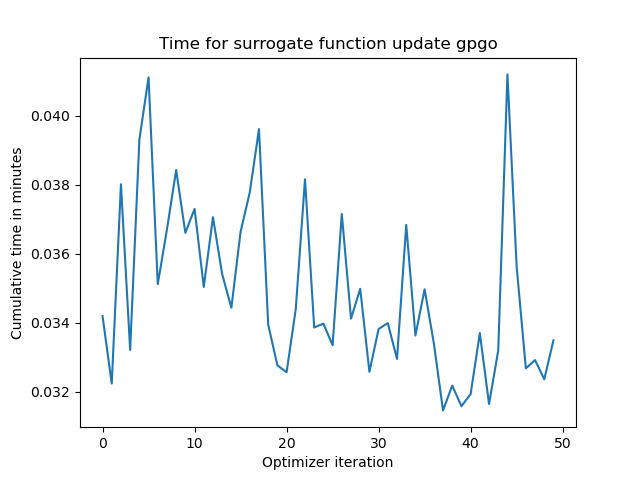 Time for surrogate function update gpgo
Cumulative time in minutes
0.040
0.038
0.036
0.034
0.032
0 10 20 30 40 50
Optimizer iteration